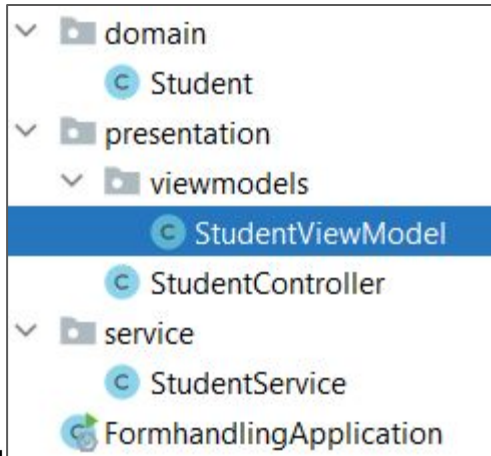 domain
C Student
presentation
viewmodels
C StudentViewModel
C StudentController
service
C StudentService
FormhandlingApplication